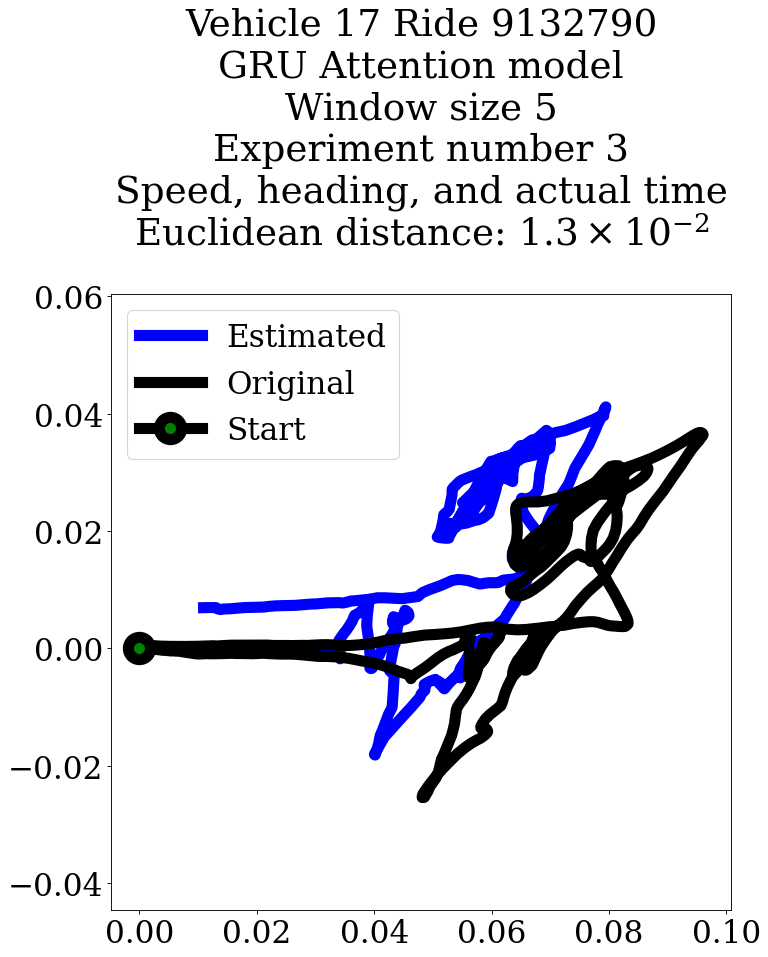 Vehicle 17 Ride 9132790
GRU Attention model
Window size 5
Experiment number 3
Speed, heading, and actual time
Euclidean distance: 1.3 × 10⁻²
0.06
0.04
0.02
0.00
−0.02
−0.04
Estimated
Original
Start
0.00 0.02 0.04 0.06 0.08 0.10